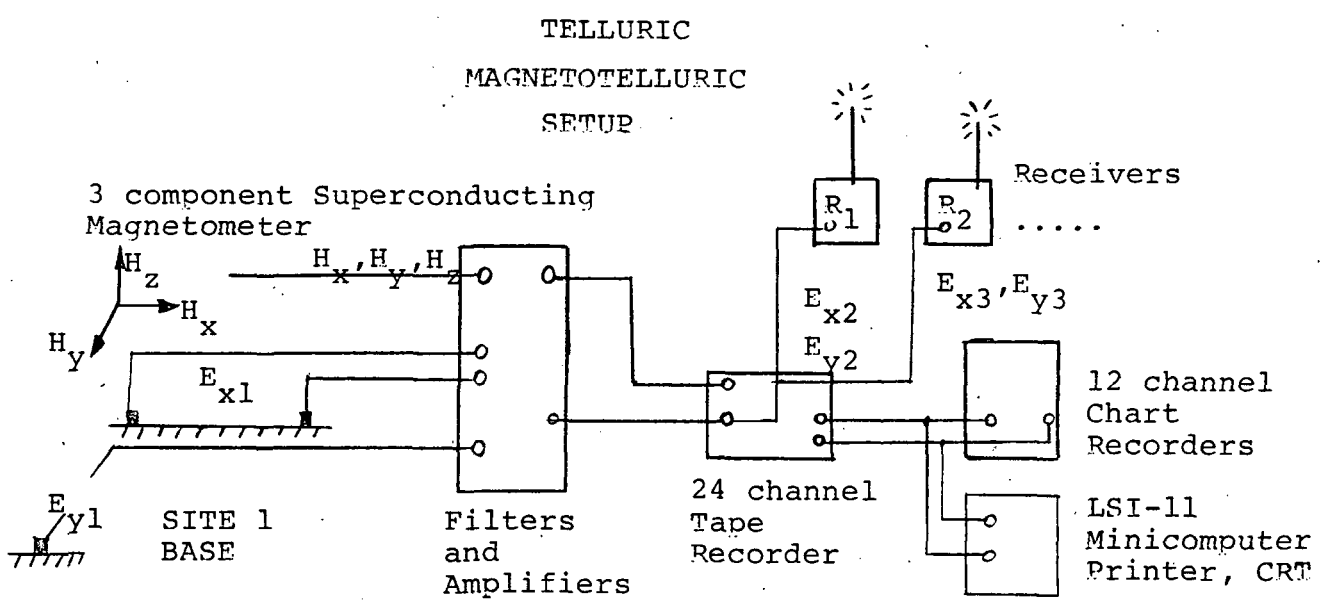 TELLURIC
MAGNETOTELLURIC
SETUP
3 component Superconducting
Magnetometer
Receivers
R1
R2
.....
Hz
Hx
Hy
Hx,Hy,Hz
Ex1
Ex2
Ey2
Ex3,Ey3
12 channel
Chart
Recorders
Ey1
SITE 1
BASE
Filters
and
Amplifiers
24 channel
Tape
Recorder
LSI-11
Minicomputer
Printer, CRT